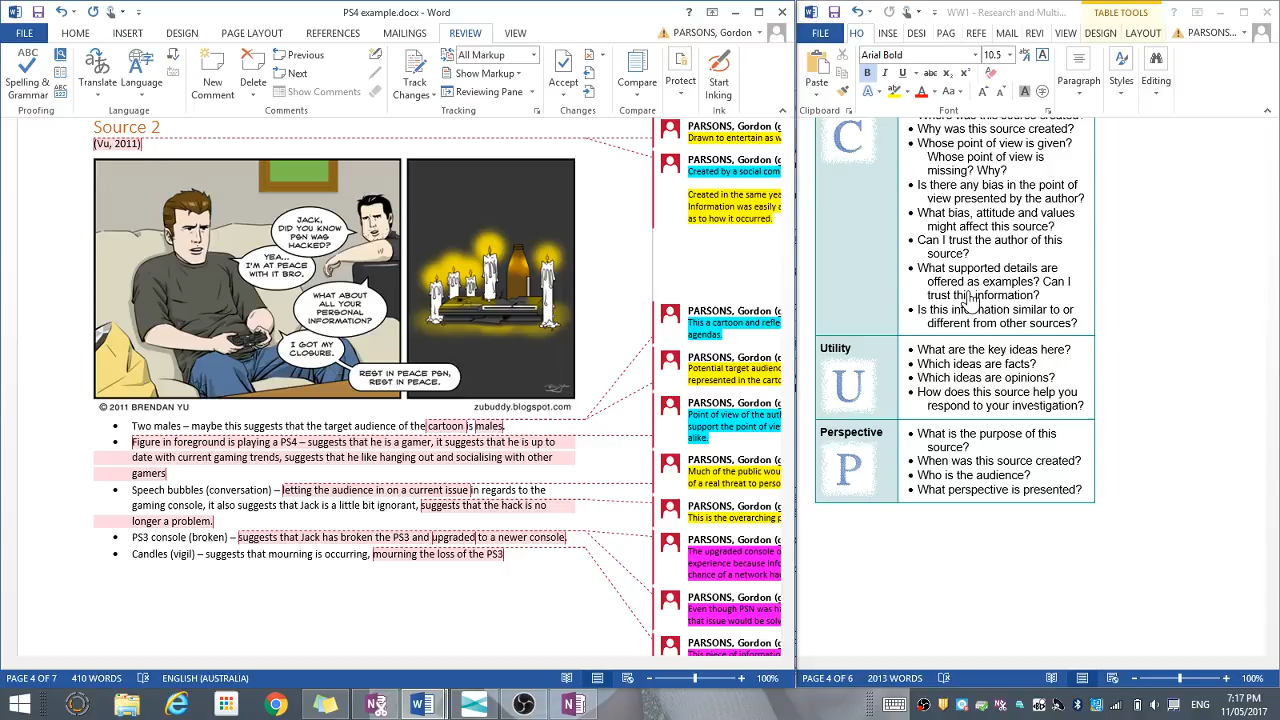 PS4 example.docx - Word
FILE HOME INSERT DESIGN PAGE LAYOUT REFERENCES MAILINGS REVIEW VIEW PARSONS, Gordon
ABC
Spelling & Grammar
Proofing
Translate Language
Language
New Comment
Delete
Previous
Next
Show Comments
Comments
Track Changes
All Markup
Show Markup
Reviewing Pane
Tracking
Accept
Changes
Compare
Compare
Protect
Start Inking
Ink
Source 2
(Vu, 2011)
JACK,
DID YOU KNOW
PSN WAS
HACKED?
YEA...
I'M AT PEACE
WITH IT BRO.
WHAT ABOUT
ALL YOUR
PERSONAL
INFORMATION?
I GOT MY
CLOSURE.
REST IN PEACE PSN,
REST IN PEACE.
© 2011 BRENDAN YU zubuddy.blogspot.com
• Two males – maybe this suggests that the target audience of the cartoon is males.
• Figure in foreground is playing a PS4 – suggests that he is a gamer, it suggests that he is up to
date with current gaming trends, suggests that he like hanging out and socialising with other
gamers
• Speech bubbles (conversation) – letting the audience in on a current issue in regards to the
gaming console, it also suggests that Jack is a little bit ignorant, suggests that the hack is no
longer a problem.
• PS3 console (broken) – suggests that Jack has broken the PS3 and upgraded to a newer console.
• Candles (vigil) – suggests that mourning is occurring, mourning the loss of the PS3
PARSONS, Gordon (
Drawn to entertain as w
PARSONS, Gordon (
Created by a social com
Created in the same yea
Information was easily a
as to how it occurred.
PARSONS, Gordon (
This a cartoon and refle
agendas.
PARSONS, Gordon (
Potential target audienc
represented in the carto
PARSONS, Gordon (
Point of view of the auth
support the point of view
alike.
PARSONS, Gordon (
Much of the public wou
of a real threat to perso
PARSONS, Gordon (
This is the overarching p
PARSONS, Gordon (
The upgraded console o
experience because info
chance of a network hac
PARSONS, Gordon (
Even though PSN was ha
that issue would be solv
PARSONS, Gordon (
This piece of information
PAGE 4 OF 7 410 WORDS ENGLISH (AUSTRALIA) 100%
WW1 - Research and Multi...
TABLE TOOLS
FILE HO INSE DESI PAG REFE MAIL REVI VIEW DESIGN LAYOUT PARSONS...
Paste
Clipboard
Arial Bold 10.5
B I U abc x₂ x²
Font
Paragraph
Styles
Editing
C
• Where was this source created?
• Why was this source created?
• Whose point of view is given?
Whose point of view is
missing? Why?
• Is there any bias in the point of
view presented by the author?
• What bias, attitude and values
might affect this source?
• Can I trust the author of this
source?
• What supported details are
offered as examples? Can I
trust this information?
• Is this information similar to or
different from other sources?
Utility
U
• What are the key ideas here?
• Which ideas are facts?
• Which ideas are opinions?
• How does this source help you
respond to your investigation?
Perspective
P
• What is the purpose of this
source?
• When was this source created?
• Who is the audience?
• What perspective is presented?
PAGE 4 OF 6 2013 WORDS 100%
ENG
7:17 PM
11/05/2017